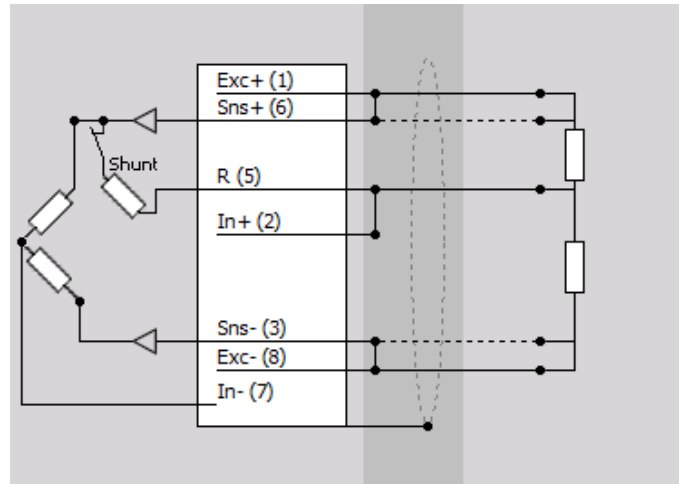 Exc+ (1)
Sns+ (6)
Shunt
R (5)
In+ (2)
Sns- (3)
Exc- (8)
In- (7)